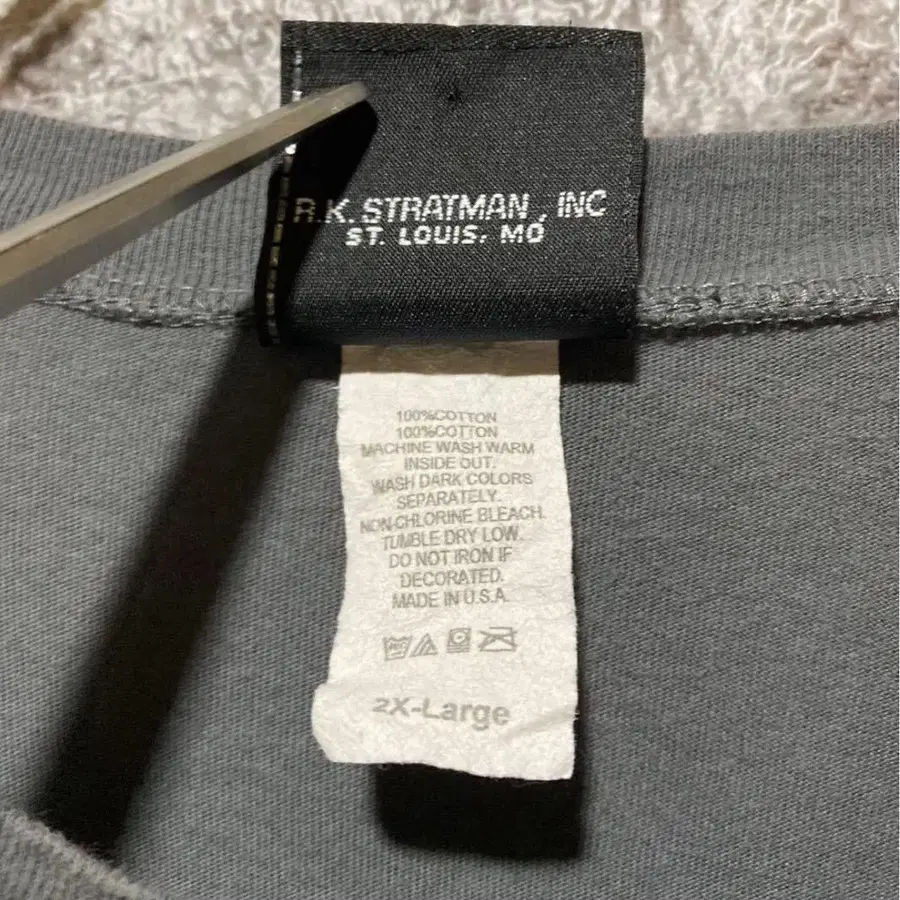 R.K. STRATMAN, INC
ST. LOUIS, MO
100%COTTON
100%COTTON
MACHINE WASH WARM
INSIDE OUT.
WASH DARK COLORS
SEPARATELY.
NON-CHLORINE BLEACH.
TUMBLE DRY LOW.
DO NOT IRON IF
DECORATED.
MADE IN U.S.A.
2X-Large